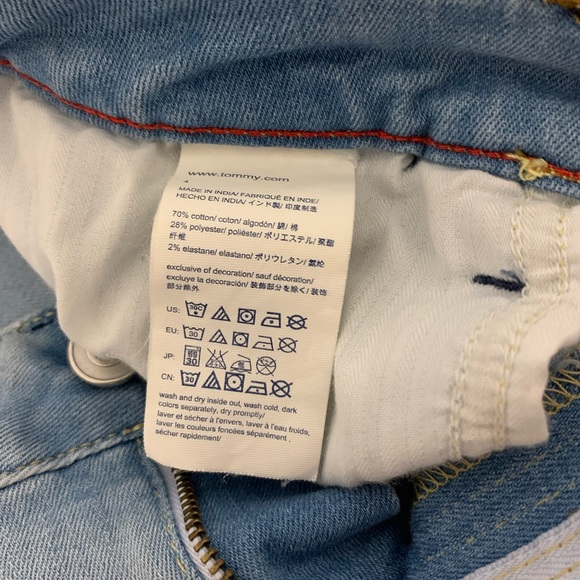 www.tommy.com
MADE IN INDIA/ FABRIQUÉ EN INDE/
HECHO EN INDIA/ インド製/ 印度制造
70% cotton/ coton/ algodón/ 綿/ 棉
28% polyester/ poliéster/ ポリエステル/ 聚酯
纤维
2% elastane/ elastano/ ポリウレタン/ 氨纶
exclusive of decoration/ sauf décoration/
excluye la decoración/ 装飾部分を除く/ 装饰
部分除外
US: 30C
EU: 30
JP: 30
CN: 30
wash and dry inside out, wash cold, dark
colors separately, dry promptly/
laver et sécher à l'envers, laver à l'eau froide,
laver les couleurs foncées séparément ,
sécher rapidement/